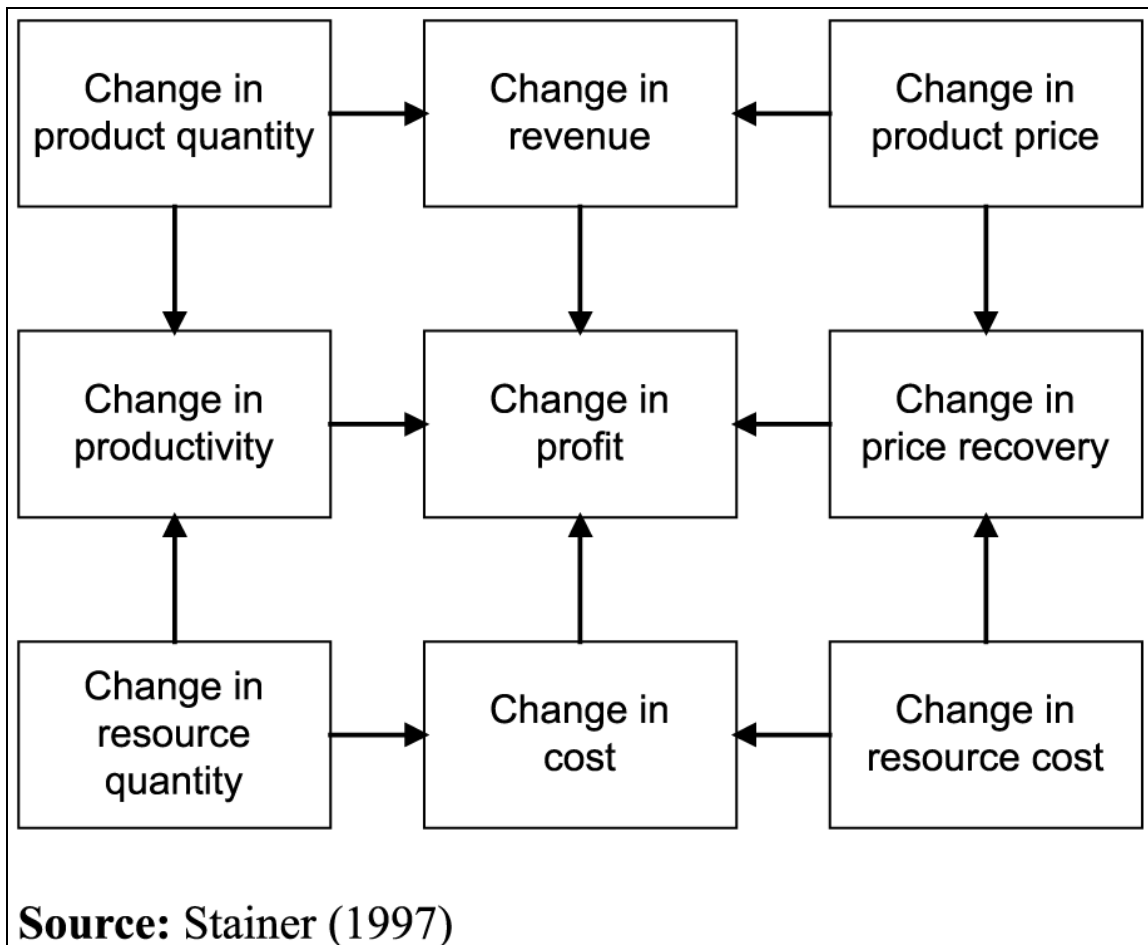 Change in
product quantity
Change in
revenue
Change in
product price
Change in
productivity
Change in
profit
Change in
price recovery
Change in
resource
quantity
Change in
cost
Change in
resource cost
Source: Stainer (1997)